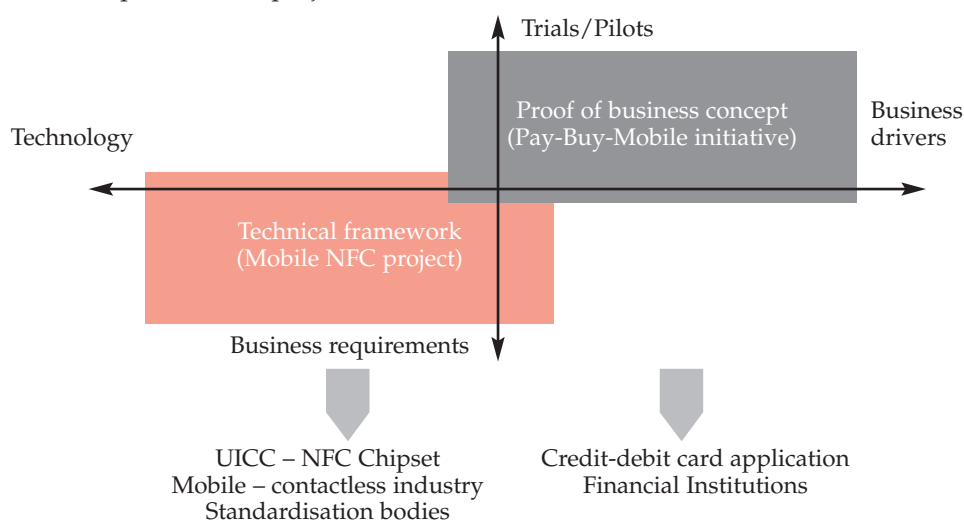 Trials/Pilots
Proof of business concept
(Pay-Buy-Mobile initiative)
Business
drivers
Technology
Technical framework
(Mobile NFC project)
Business requirements
UICC – NFC Chipset
Mobile – contactless industry
Standardisation bodies
Credit-debit card application
Financial Institutions